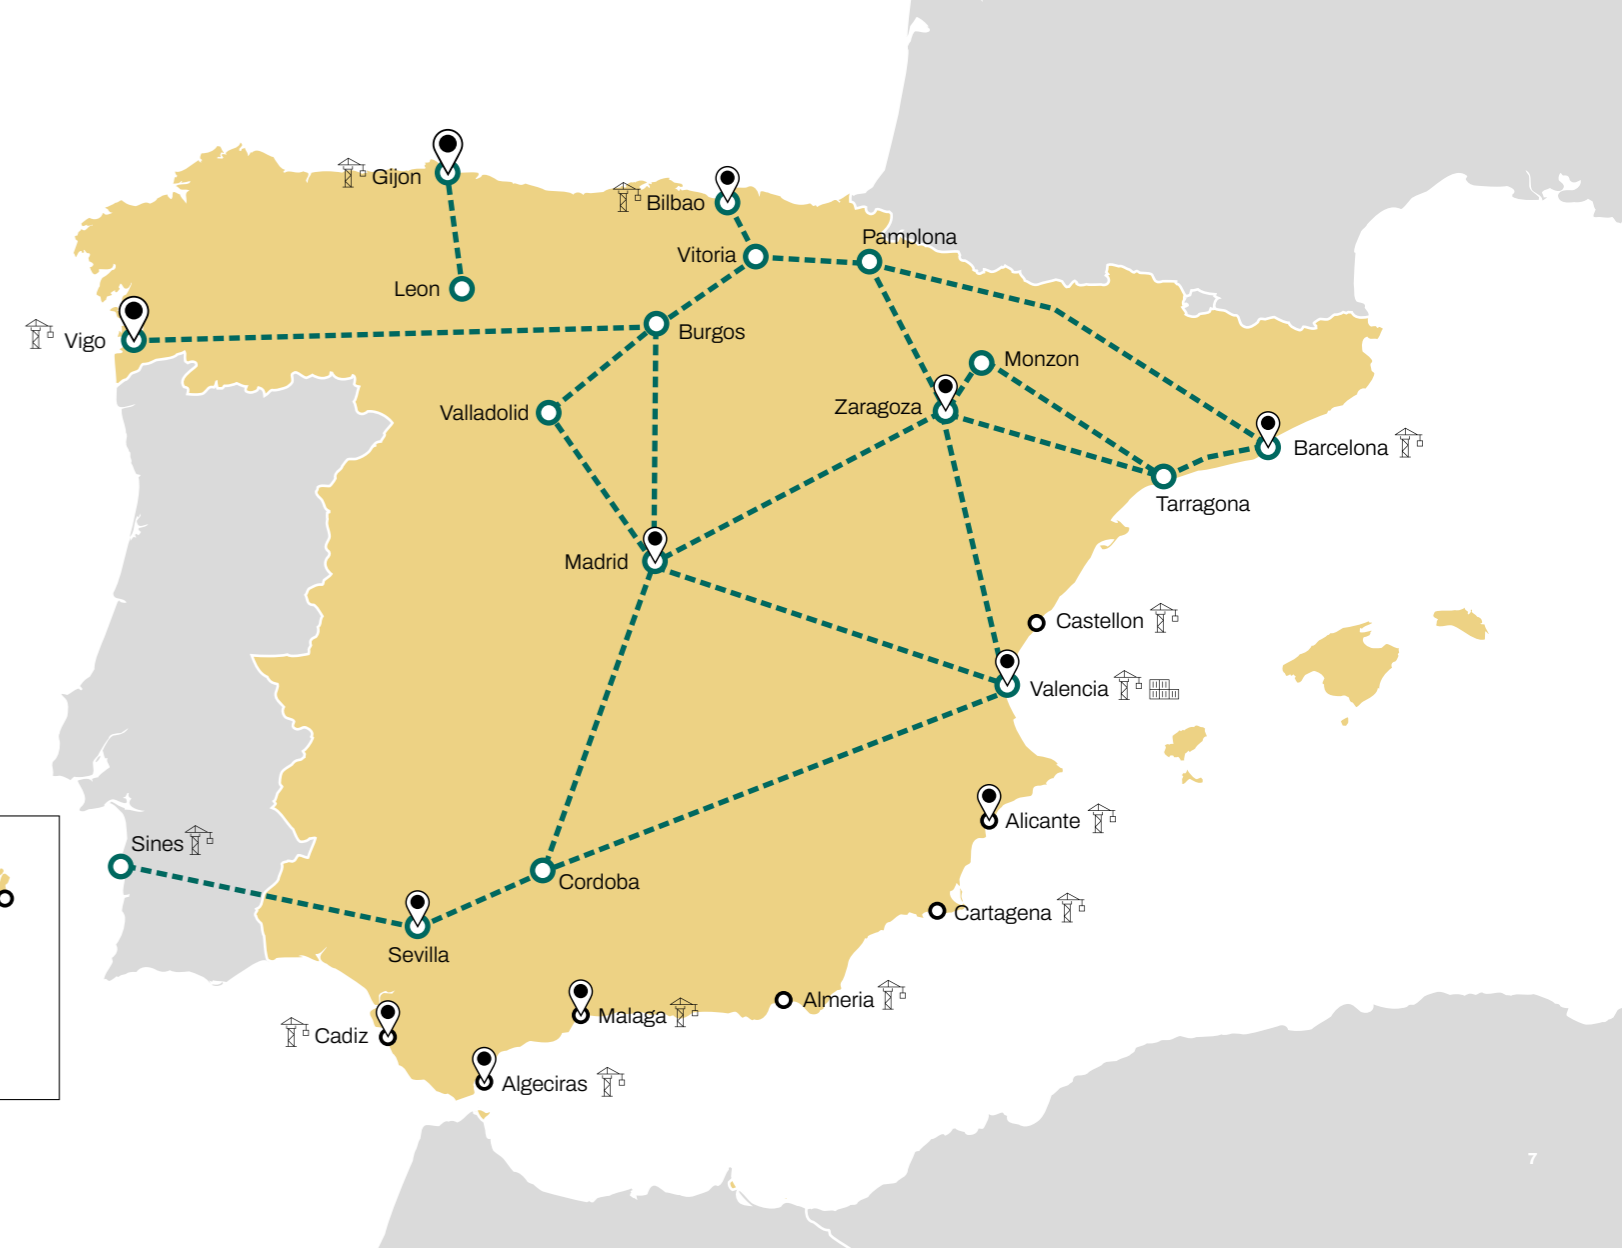 Gijon
Bilbao
Pamplona
Vitoria
Leon
Burgos
Vigo
Monzon
Zaragoza
Valladolid
Barcelona
Tarragona
Madrid
Castellon
Valencia
Alicante
Sines
Cordoba
Cartagena
Sevilla
Almeria
Malaga
Cadiz
Algeciras
7